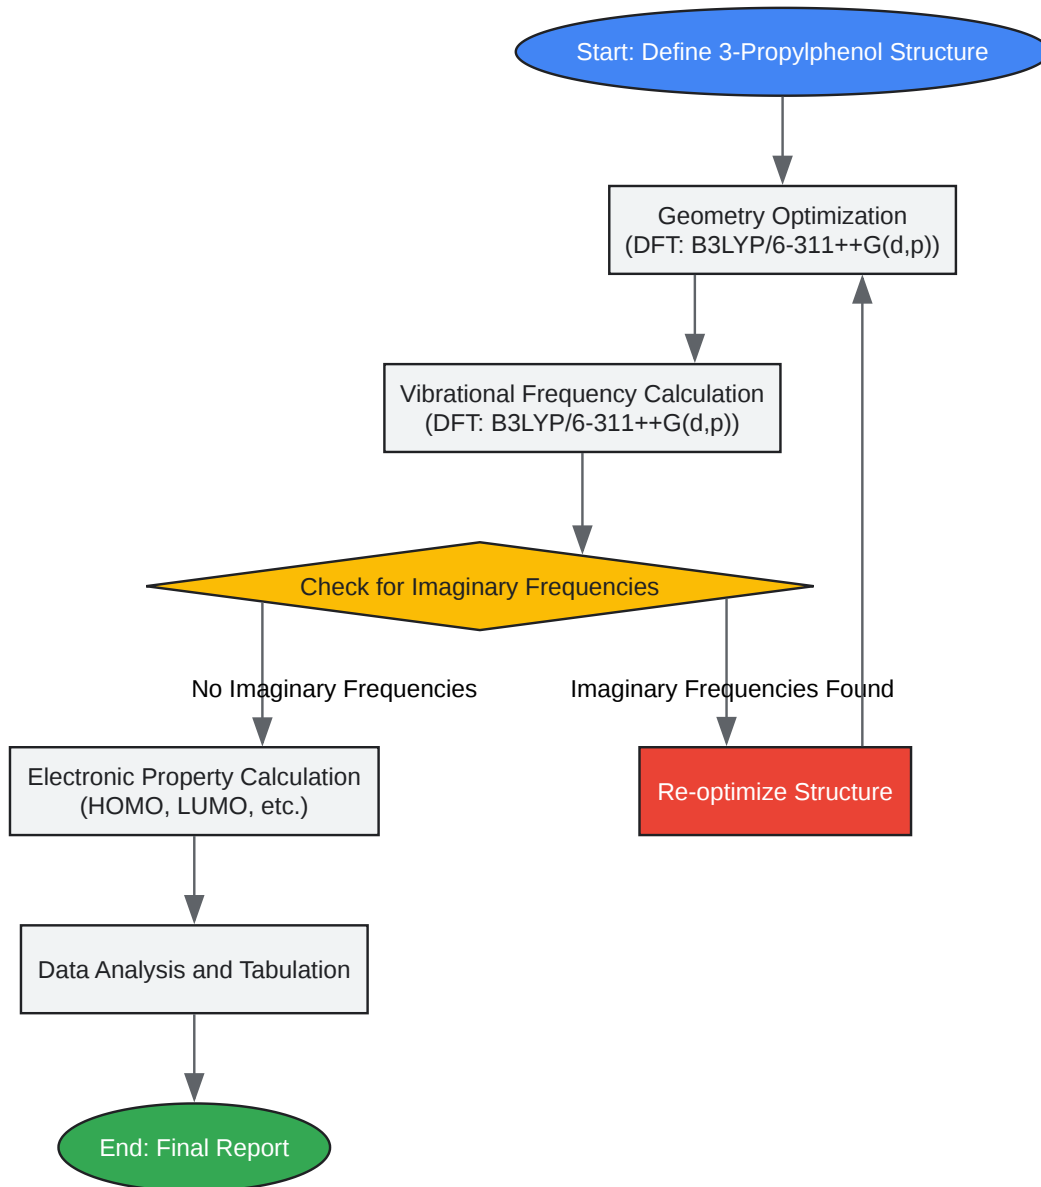 Start: Define 3-Propylphenol Structure
Geometry Optimization
(DFT: B3LYP/6-311++G(d,p))
Vibrational Frequency Calculation
(DFT: B3LYP/6-311++G(d,p))
Check for Imaginary Frequencies
No Imaginary Frequencies
Imaginary Frequencies Found
Electronic Property Calculation
(HOMO, LUMO, etc.)
Re-optimize Structure
Data Analysis and Tabulation
End: Final Report